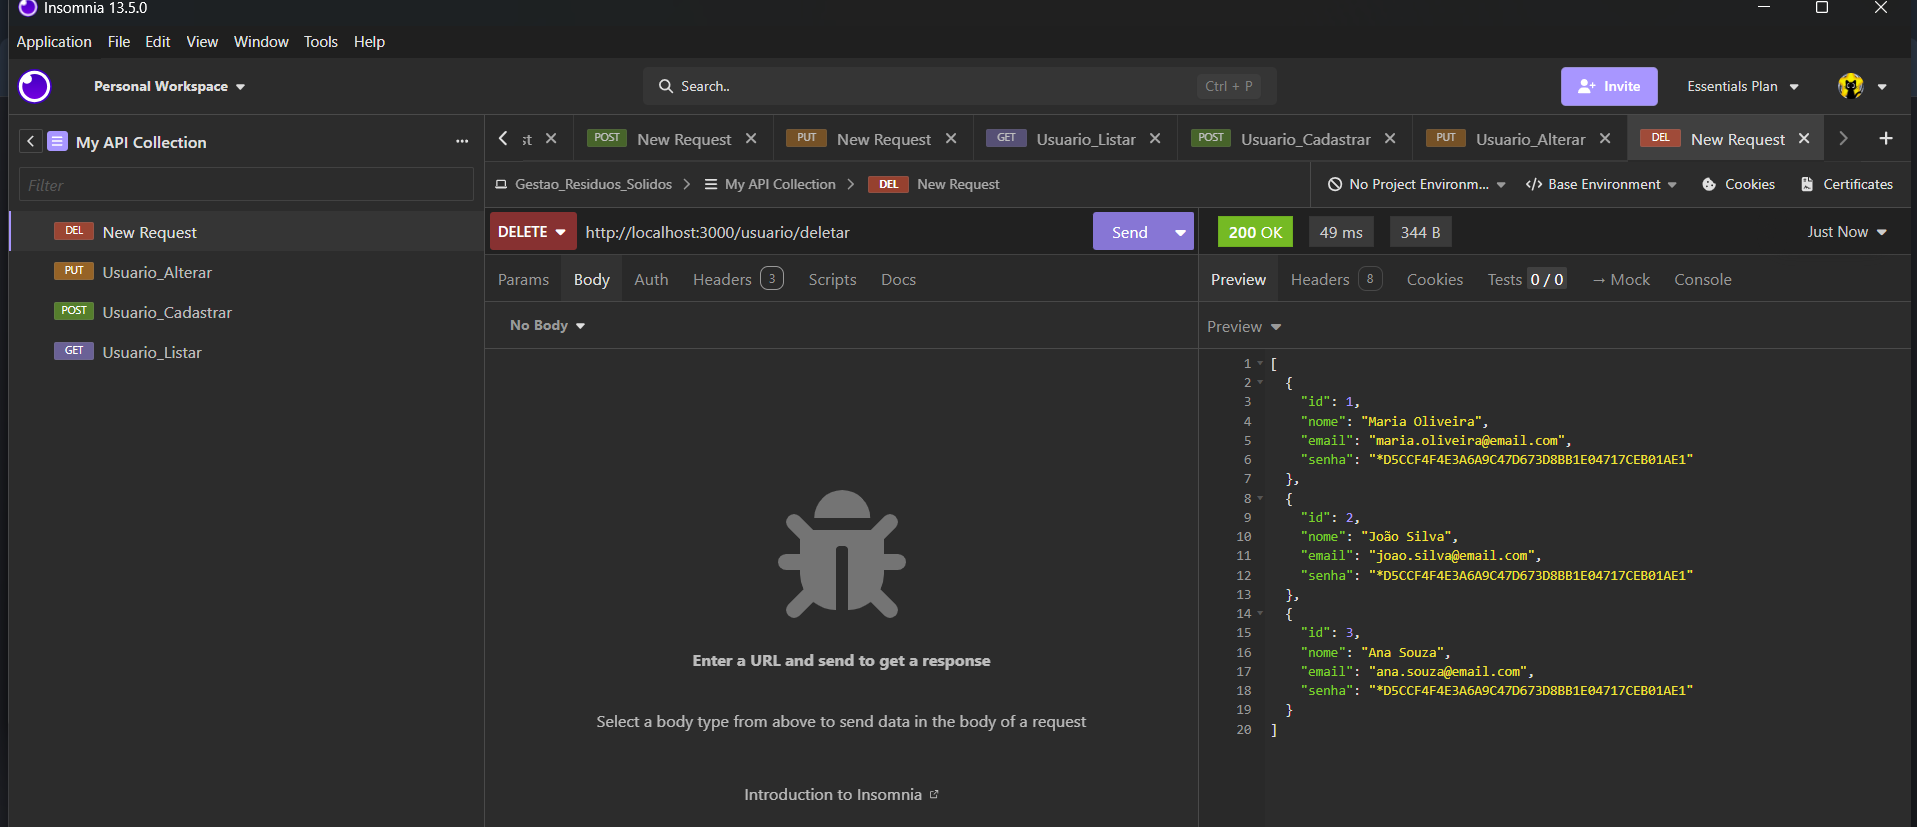 Insomnia 13.5.0
Application File Edit View Window Tools Help
Personal Workspace
Search..
Ctrl + P
Invite
Essentials Plan
My API Collection
Filter
DEL New Request
PUT Usuario_Alterar
POST Usuario_Cadastrar
GET Usuario_Listar
st
POST New Request
PUT New Request
GET Usuario_Listar
POST Usuario_Cadastrar
PUT Usuario_Alterar
DEL New Request
Gestao_Residuos_Solidos > My API Collection > DEL New Request
No Project Environm...
</> Base Environment
Cookies
Certificates
DELETE http://localhost:3000/usuario/deletar
Send
200 OK 49 ms 344 B
Just Now
Params Body Auth Headers 3 Scripts Docs
No Body
Enter a URL and send to get a response
Select a body type from above to send data in the body of a request
Introduction to Insomnia
Preview Headers 8 Cookies Tests 0 / 0 → Mock Console
Preview
1 [
2 {
3 "id": 1,
4 "nome": "Maria Oliveira",
5 "email": "maria.oliveira@email.com",
6 "senha": "*D5CCF4F4E3A6A9C47D673D8BB1E04717CEB01AE1"
7 },
8 {
9 "id": 2,
10 "nome": "João Silva",
11 "email": "joao.silva@email.com",
12 "senha": "*D5CCF4F4E3A6A9C47D673D8BB1E04717CEB01AE1"
13 },
14 {
15 "id": 3,
16 "nome": "Ana Souza",
17 "email": "ana.souza@email.com",
18 "senha": "*D5CCF4F4E3A6A9C47D673D8BB1E04717CEB01AE1"
19 }
20 ]